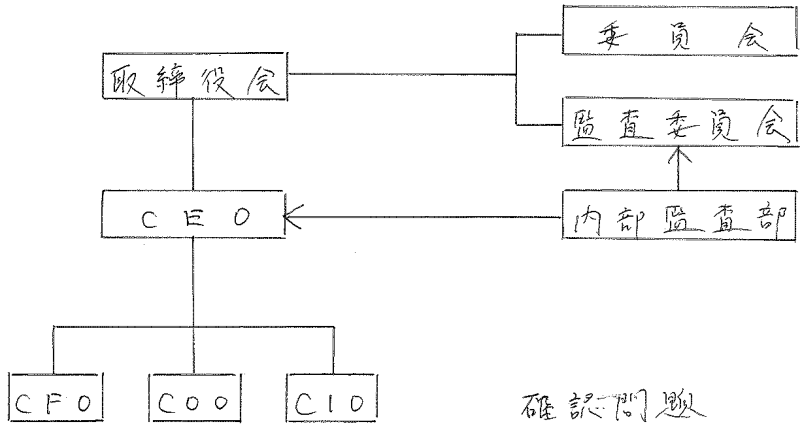 委員会
取締役会
監査委員会
CEO
内部監査部
CFO
COO
CIO
確認問題